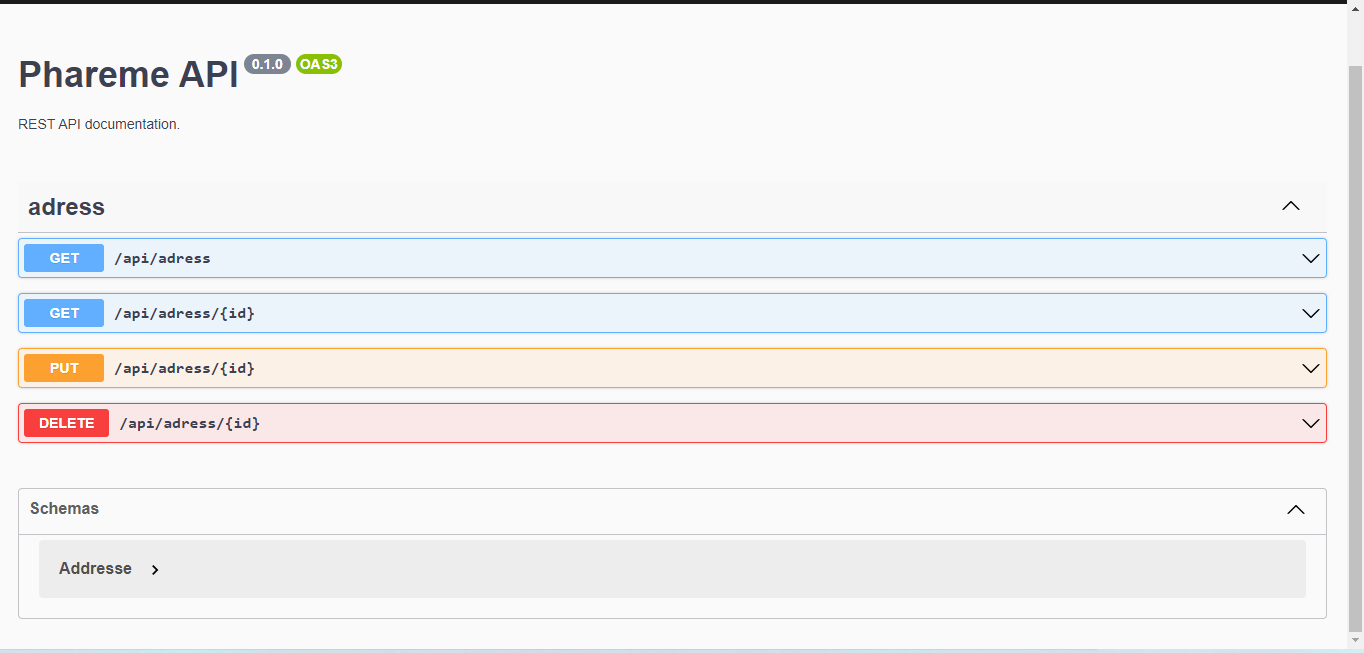 Phareme API 0.1.0 OAS3
REST API documentation.
adress
GET /api/adress
GET /api/adress/{id}
PUT /api/adress/{id}
DELETE /api/adress/{id}
Schemas
Addresse